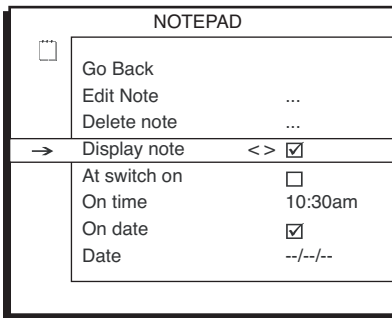 NOTEPAD
Go Back
Edit Note ...
Delete note ...
→ Display note <> ☑
At switch on ☐
On time 10:30am
On date ☑
Date --/--/--